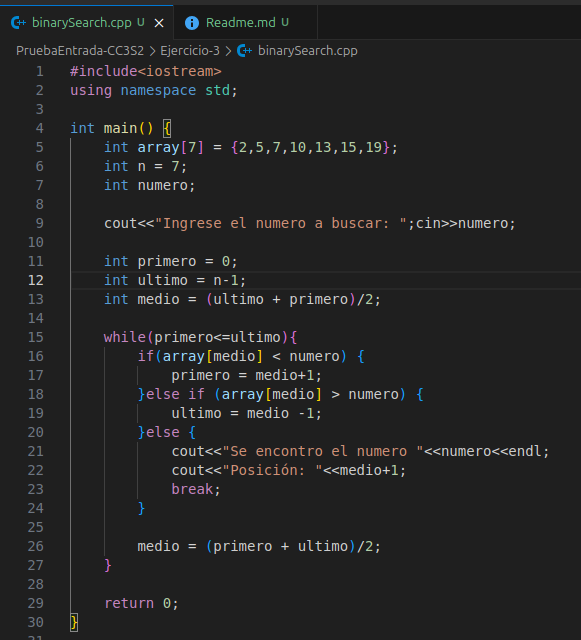 binarySearch.cpp U
Readme.md U
PruebaEntrada-CC3S2 > Ejercicio-3 > binarySearch.cpp
1 #include<iostream>
2 using namespace std;
3
4 int main() {
5 int array[7] = {2,5,7,10,13,15,19};
6 int n = 7;
7 int numero;
8
9 cout<<"Ingrese el numero a buscar: ";cin>>numero;
10
11 int primero = 0;
12 int ultimo = n-1;
13 int medio = (ultimo + primero)/2;
14
15 while(primero<=ultimo){
16 if(array[medio] < numero) {
17 primero = medio+1;
18 }else if (array[medio] > numero) {
19 ultimo = medio -1;
20 }else {
21 cout<<"Se encontro el numero "<<numero<<endl;
22 cout<<"Posición: "<<medio+1;
23 break;
24 }
25
26 medio = (primero + ultimo)/2;
27 }
28
29 return 0;
30 }
31